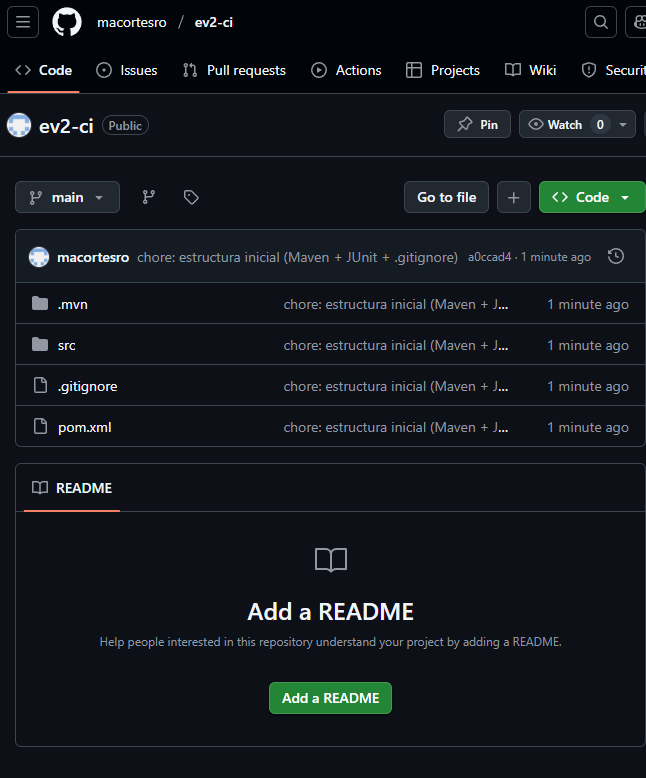 macortesro / ev2-ci
Code Issues Pull requests Actions Projects Wiki Securit
ev2-ci Public Pin Watch 0
main Go to file Code
macortesro chore: estructura inicial (Maven + JUnit + .gitignore) a0ccad4 · 1 minute ago
.mvn chore: estructura inicial (Maven + J... 1 minute ago
src chore: estructura inicial (Maven + J... 1 minute ago
.gitignore chore: estructura inicial (Maven + J... 1 minute ago
pom.xml chore: estructura inicial (Maven + J... 1 minute ago
README
Add a README
Help people interested in this repository understand your project by adding a README.
Add a README